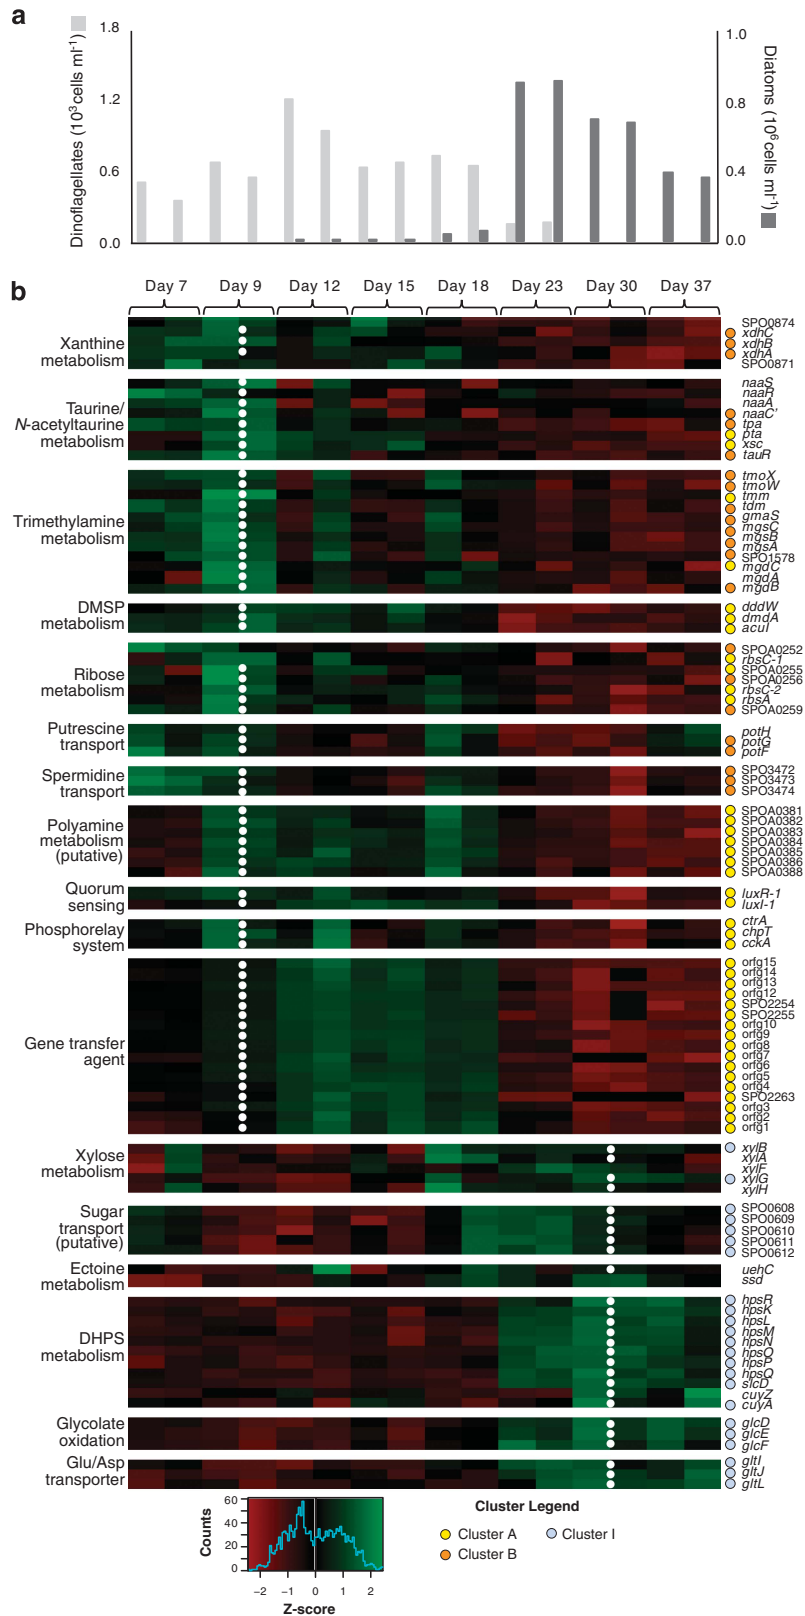 a
1.8
1.2
0.6
0.0
Dinoflagellates (10³cells ml⁻¹)
1.0
0.8
0.4
0.0
Diatoms (10⁶cells ml⁻¹)
b
Day 7 Day 9 Day 12 Day 15 Day 18 Day 23 Day 30 Day 37
Xanthine
metabolism
SPO0874
xdhC
xdhB
xdhA
SPO0871
Taurine/
N-acetyltaurine
metabolism
naaS
naaR
naaA
naaC'
tpa
pta
xsc
tauR
Trimethylamine
metabolism
tmoX
tmoW
tmm
tdm
gmaS
mgsC
mgsB
mgsA
SPO1578
mgdC
mgdA
mgdB
DMSP
metabolism
dddW
dmdA
acuI
Ribose
metabolism
SPOA0252
rbsC-1
SPOA0255
SPOA0256
rbsC-2
rbsA
SPOA0259
Putrescine
transport
potH
potG
potF
Spermidine
transport
SPO3472
SPO3473
SPO3474
Polyamine
metabolism
(putative)
SPOA0381
SPOA0382
SPOA0383
SPOA0384
SPOA0385
SPOA0386
SPOA0388
Quorum
sensing
luxR-1
luxI-1
Phosphorelay
system
ctrA
chpT
cckA
Gene transfer
agent
orfg15
orfg14
orfg13
orfg12
SPO2254
SPO2255
orfg10
orfg9
orfg8
orfg7
orfg6
orfg5
orfg4
SPO2263
orfg3
orfg2
orfg1
Xylose
metabolism
xylB
xylA
xylF
xylG
xylH
Sugar
transport
(putative)
SPO0608
SPO0609
SPO0610
SPO0611
SPO0612
Ectoine
metabolism
uehC
ssd
DHPS
metabolism
hpsR
hpsK
hpsL
hpsM
hpsN
hpsO
hpsP
hpsQ
slcD
cuyZ
cuyA
Glycolate
oxidation
glcD
glcE
glcF
Glu/Asp
transporter
gltI
gltJ
gltL
Counts
60
40
20
0
−2 −1 0 1 2
Z-score
Cluster Legend
Cluster A Cluster I
Cluster B